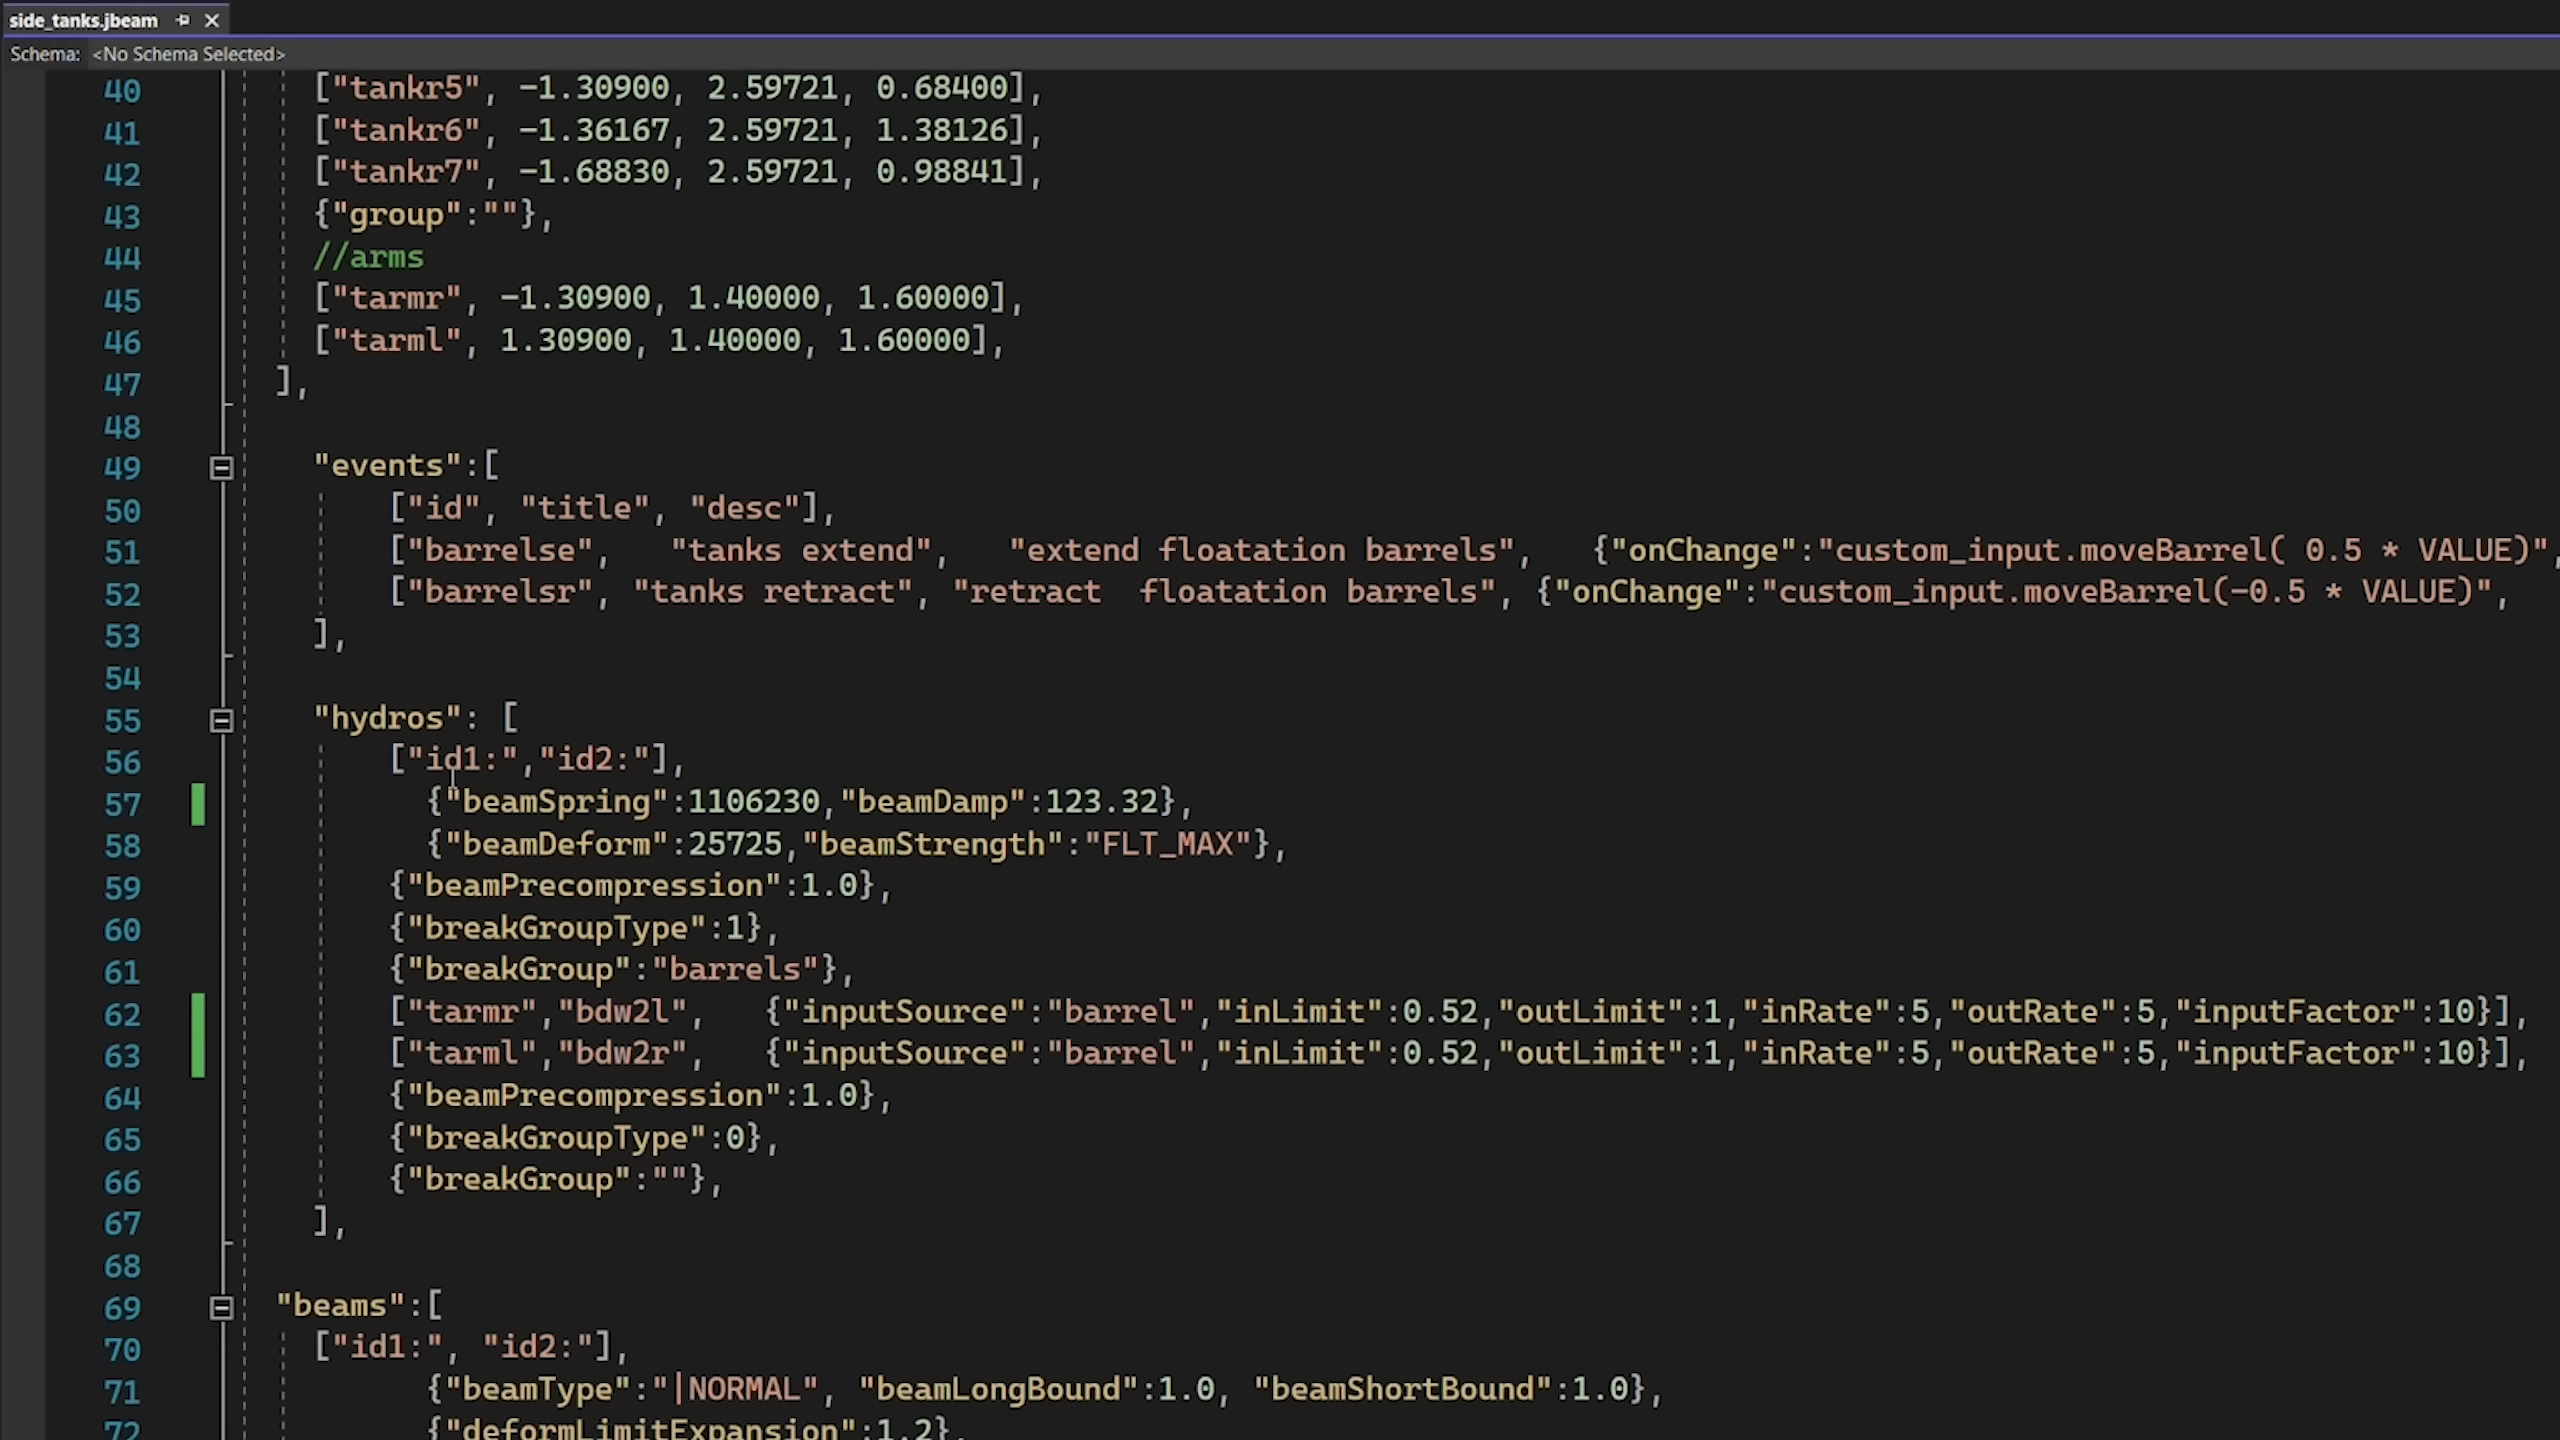 side_tanks.jbeam
Schema: <No Schema Selected>
40 ["tankr5", -1.30900, 2.59721, 0.68400],
41 ["tankr6", -1.36167, 2.59721, 1.38126],
42 ["tankr7", -1.68830, 2.59721, 0.98841],
43 {"group":""},
44 //arms
45 ["tarmr", -1.30900, 1.40000, 1.60000],
46 ["tarml", 1.30900, 1.40000, 1.60000],
47 ],
48
49 "events":[
50 ["id", "title", "desc"],
51 ["barrelse",   "tanks extend",   "extend floatation barrels",   {"onChange":"custom_input.moveBarrel( 0.5 * VALUE)",
52 ["barrelsr", "tanks retract", "retract  floatation barrels", {"onChange":"custom_input.moveBarrel(-0.5 * VALUE)",
53 ],
54
55 "hydros": [
56 ["id1:","id2:"],
57 {"beamSpring":1106230,"beamDamp":123.32},
58 {"beamDeform":25725,"beamStrength":"FLT_MAX"},
59 {"beamPrecompression":1.0},
60 {"breakGroupType":1},
61 {"breakGroup":"barrels"},
62 ["tarmr","bdw2l",   {"inputSource":"barrel","inLimit":0.52,"outLimit":1,"inRate":5,"outRate":5,"inputFactor":10}],
63 ["tarml","bdw2r",   {"inputSource":"barrel","inLimit":0.52,"outLimit":1,"inRate":5,"outRate":5,"inputFactor":10}],
64 {"beamPrecompression":1.0},
65 {"breakGroupType":0},
66 {"breakGroup":""},
67 ],
68
69 "beams":[
70 ["id1:", "id2:"],
71 {"beamType":"|NORMAL", "beamLongBound":1.0, "beamShortBound":1.0},
72 {"deformLimitExpansion":1.2},